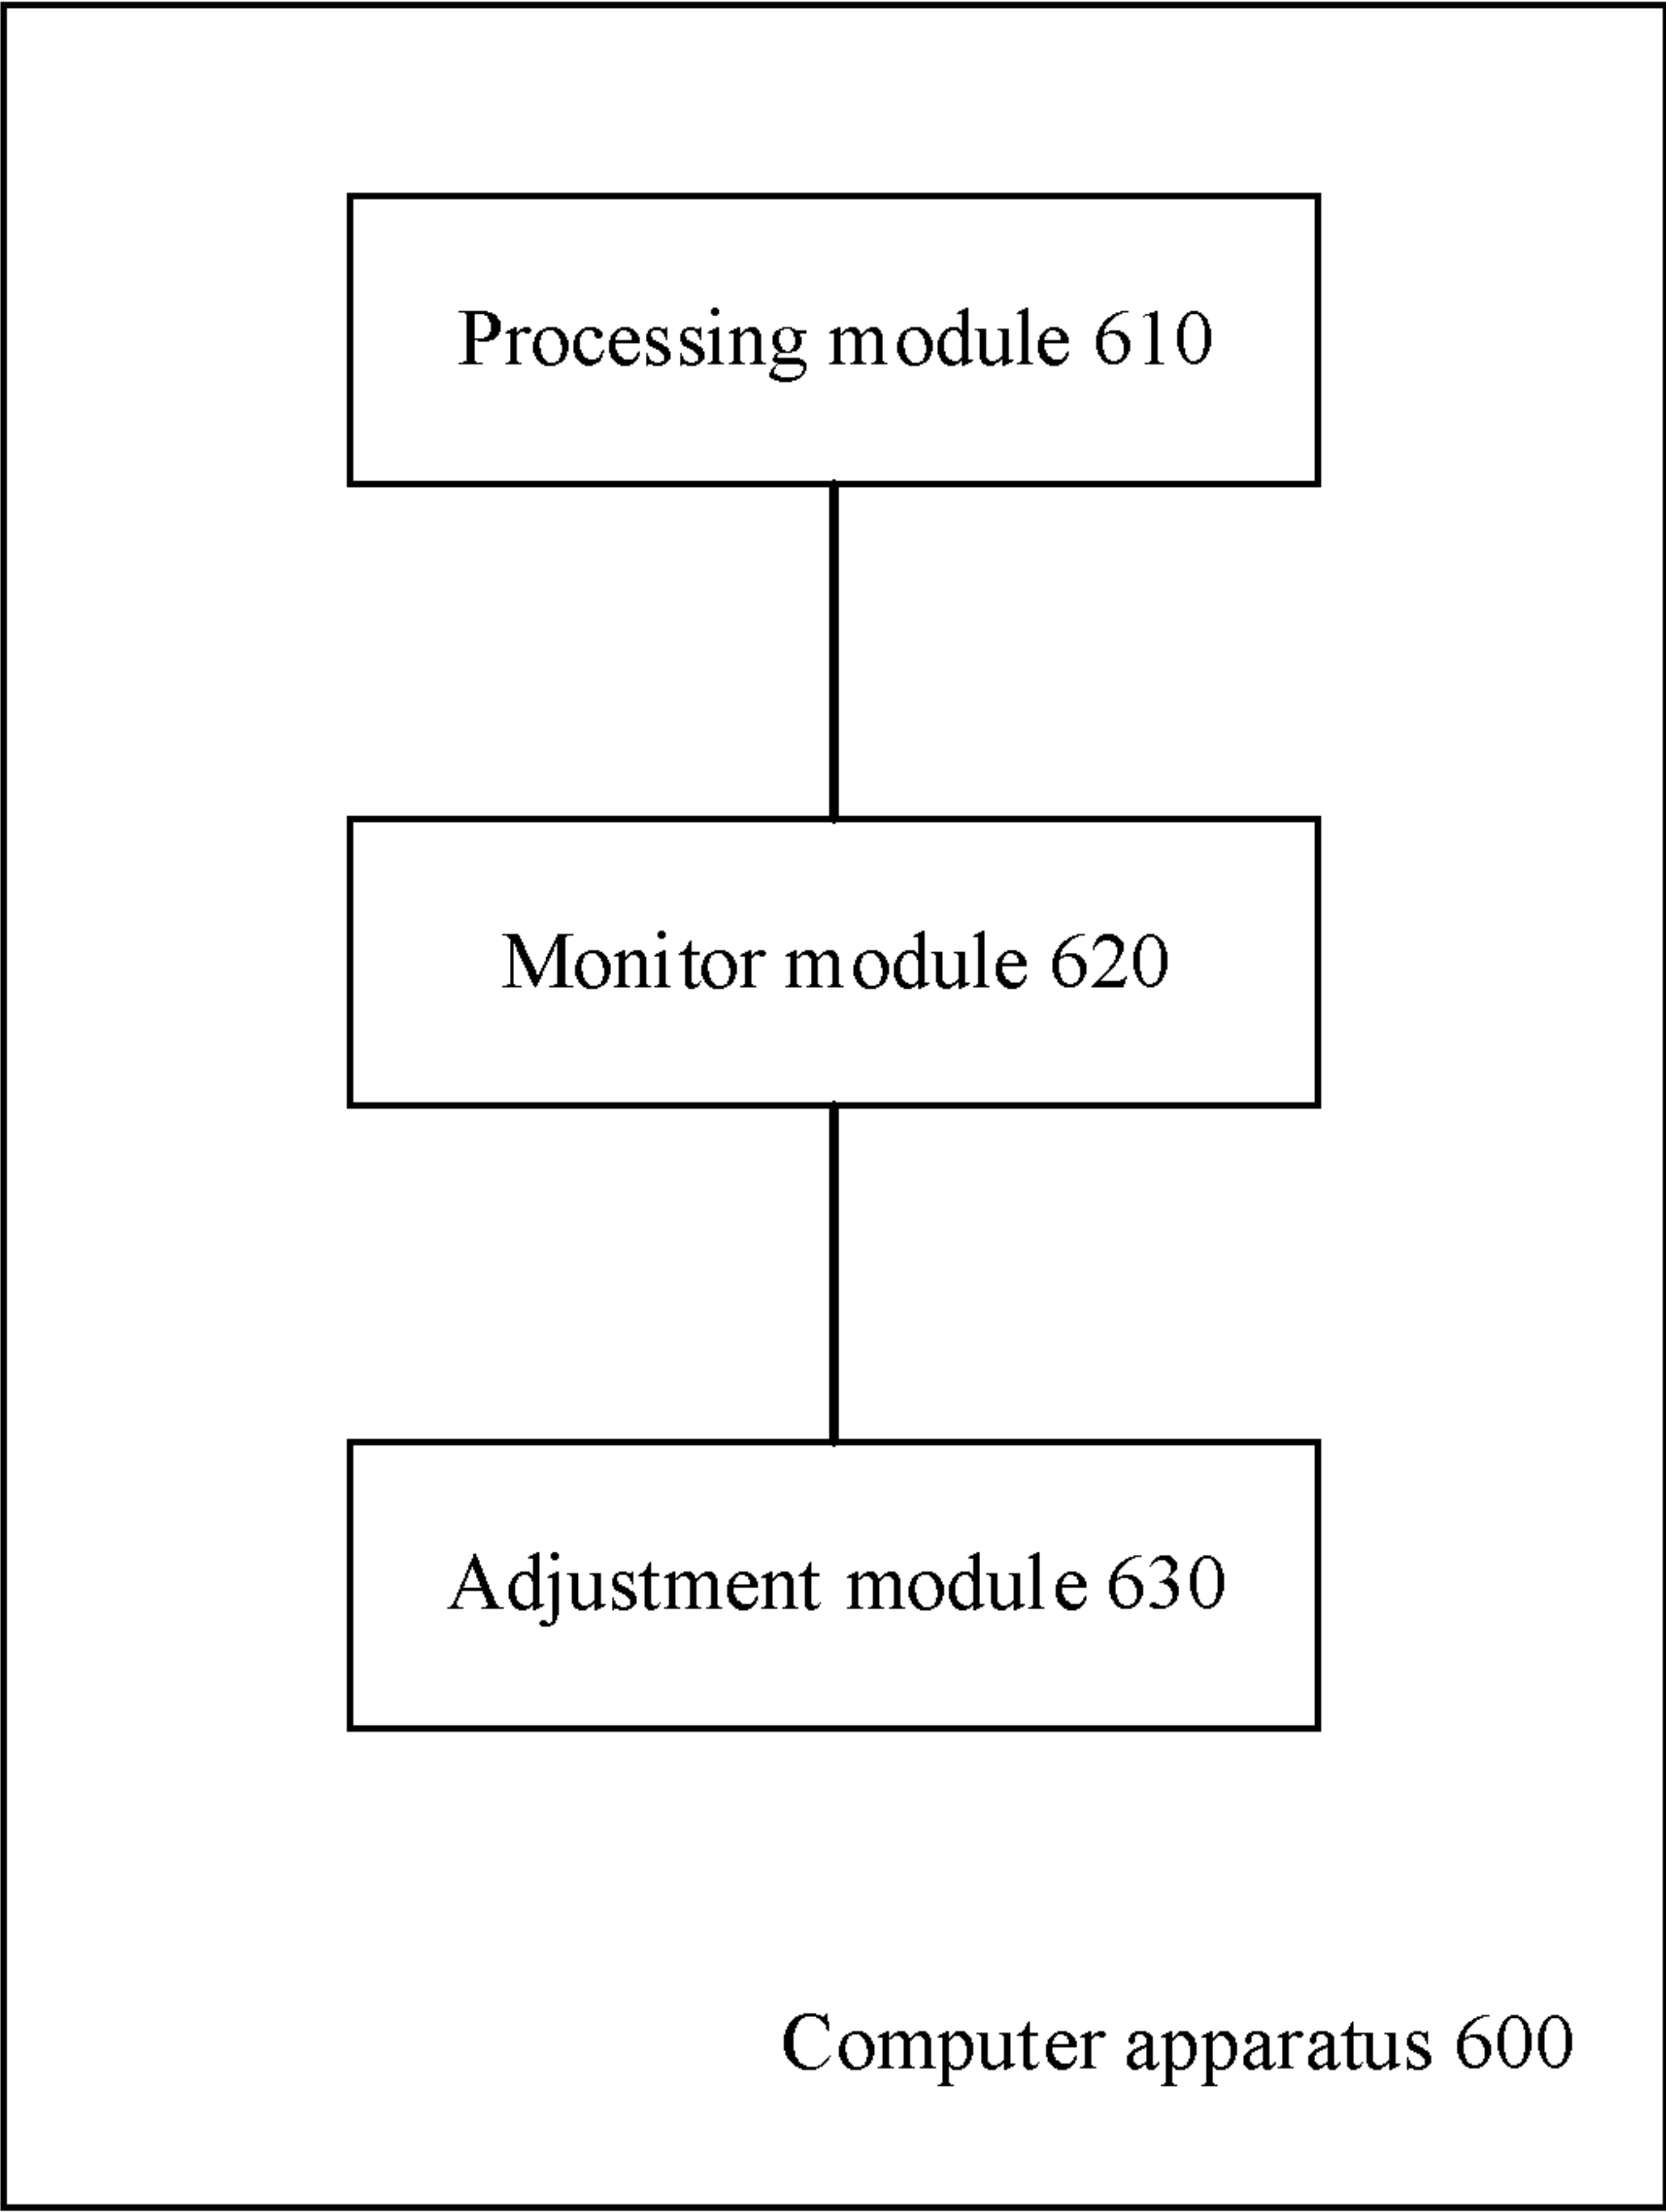 Processing module 610
Monitor module 620
Adjustment module 630
Computer apparatus 600